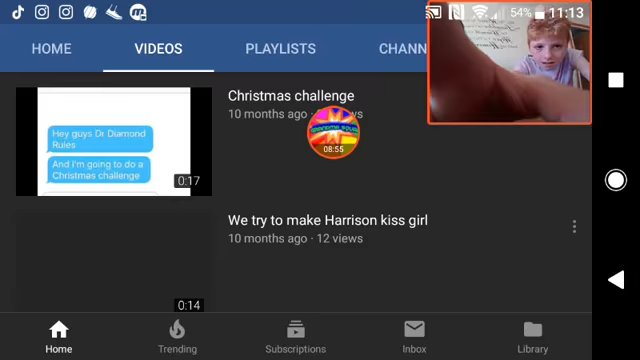 54% 11:13
HOME VIDEOS PLAYLISTS CHANN
Christmas challenge
10 months ago ·
Hey guys Dr Diamond
Rules
And i'm going to do a
Christmas challenge
0:17
08:55
We try to make Harrison kiss girl
10 months ago · 12 views
0:14
Home Trending Subscriptions Inbox Library